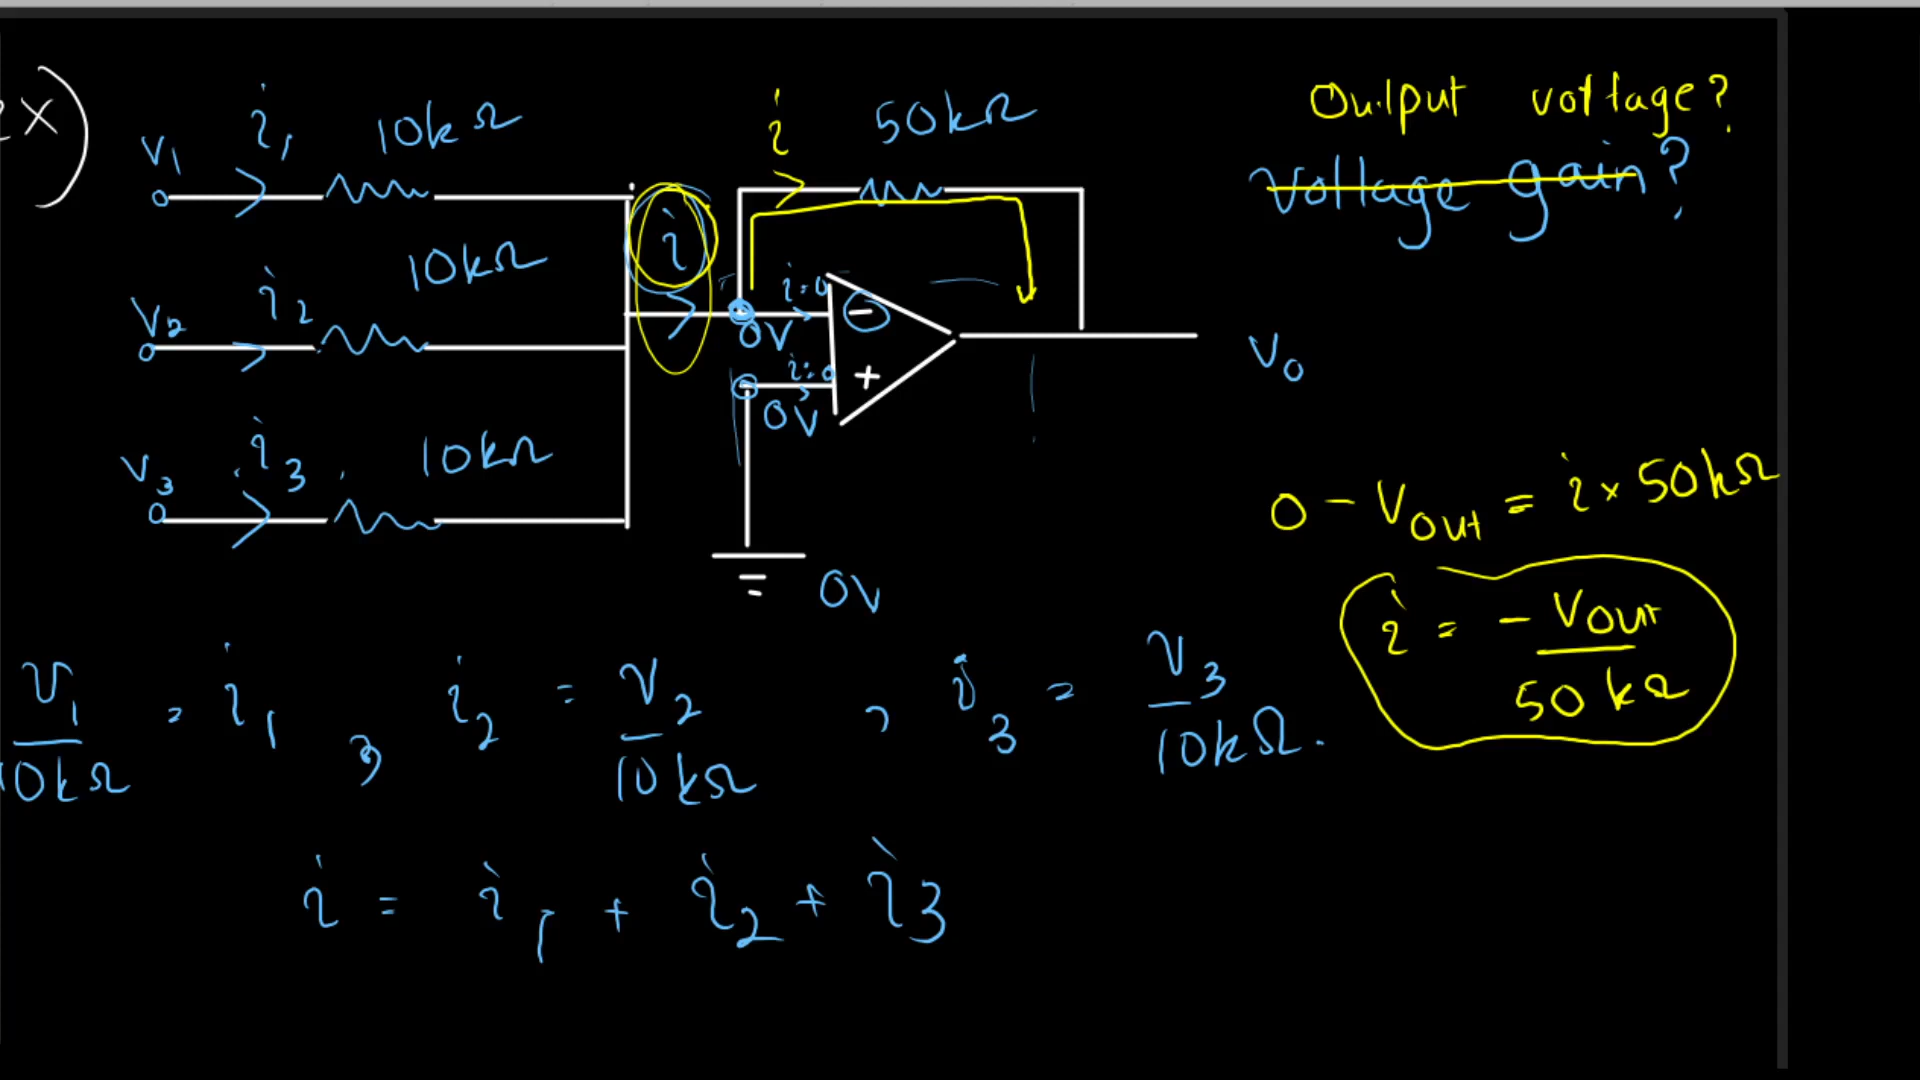 Output voltage?
voltage gain?
x)
i₁ 10kΩ
V₁
i 50kΩ
i
i₂ 10kΩ
V₂
i=0
−
0V
i=0
+
0V
V₀
i₃ 10kΩ
V₃
0V
0 − Vout = i × 50kΩ
i = − Vout / 50kΩ
V₁ / 10kΩ = i₁ , i₂ = V₂ / 10kΩ , i₃ = V₃ / 10kΩ.
i = i₁ + i₂ + i₃